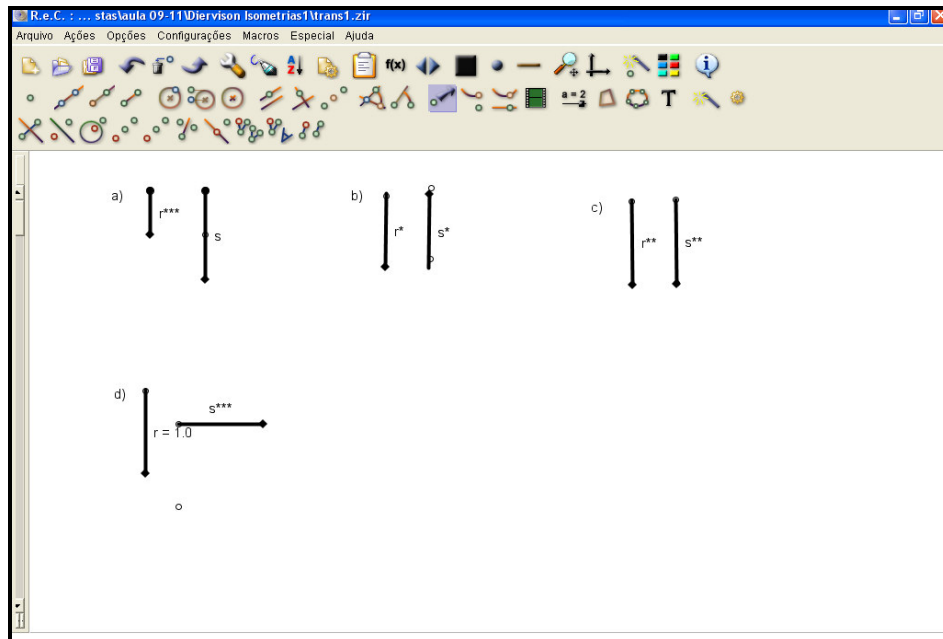 R.e.C. : ... stas\aula 09-11\Diervison Isometrias1\trans1.zir
Arquivo Ações Opções Configurações Macros Especial Ajuda
f(x)
a = 2
T
a) r*** s
b) r* s*
c) r** s**
d) s***
r = 1.0